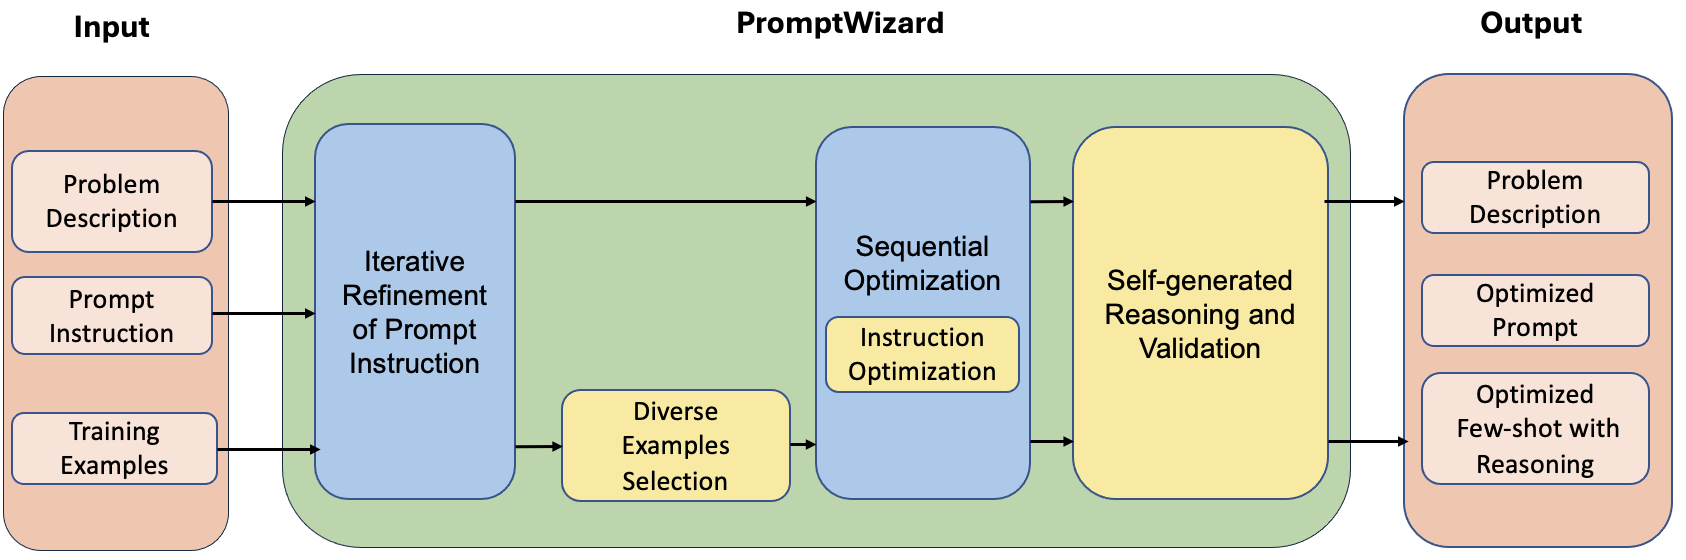 Input
PromptWizard
Output
Problem
Description
Prompt
Instruction
Training
Examples
Iterative
Refinement
of Prompt
Instruction
Diverse
Examples
Selection
Sequential
Optimization
Instruction
Optimization
Self-generated
Reasoning and
Validation
Problem
Description
Optimized
Prompt
Optimized
Few-shot with
Reasoning